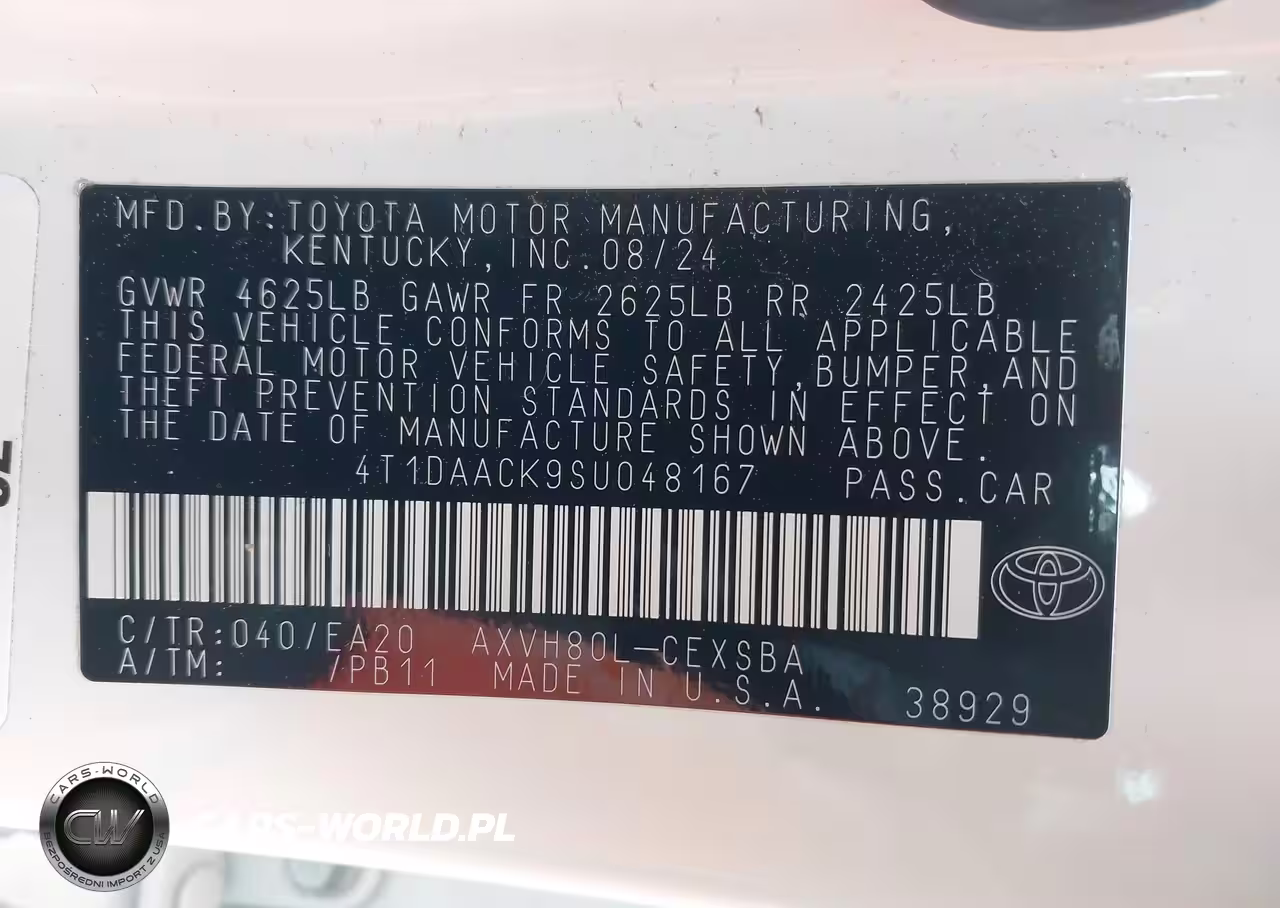 MFD.BY:TOYOTA MOTOR MANUFACTURING,
KENTUCKY,INC.08/24
GVWR 4625LB GAWR FR 2625LB RR 2425LB
THIS VEHICLE CONFORMS TO ALL APPLICABLE
FEDERAL MOTOR VEHICLE SAFETY,BUMPER,AND
THEFT PREVENTION STANDARDS IN EFFECT ON
THE DATE OF MANUFACTURE SHOWN ABOVE.
4T1DAACK9SU048167 PASS.CAR
C/TR:040/EA20 AXVH80L-CEXSBA
A/TM: /PB11 MADE IN U.S.A. 38929
CARS-WORLD
CW
BEZPOŚREDNI IMPORT Z USA
CARS-WORLD.PL